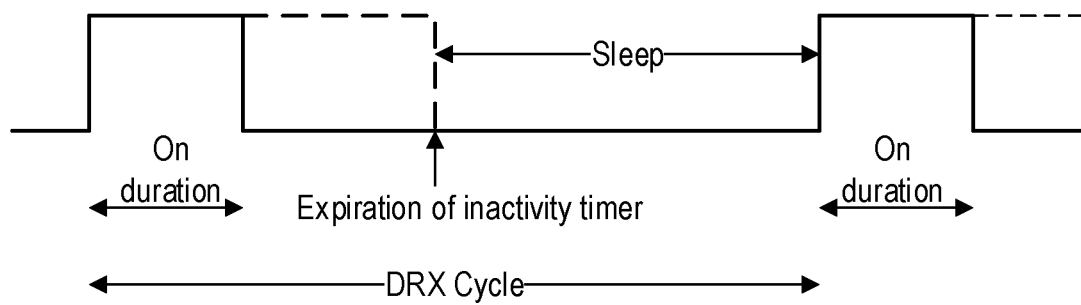 Sleep
On
duration
Expiration of inactivity timer
On
duration
DRX Cycle